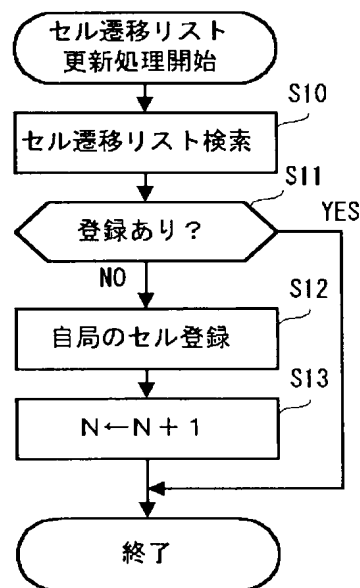 セル遷移リスト
更新処理開始
S10
セル遷移リスト検索
S11
登録あり?
YES
NO
S12
自局のセル登録
S13
N←N+1
終了